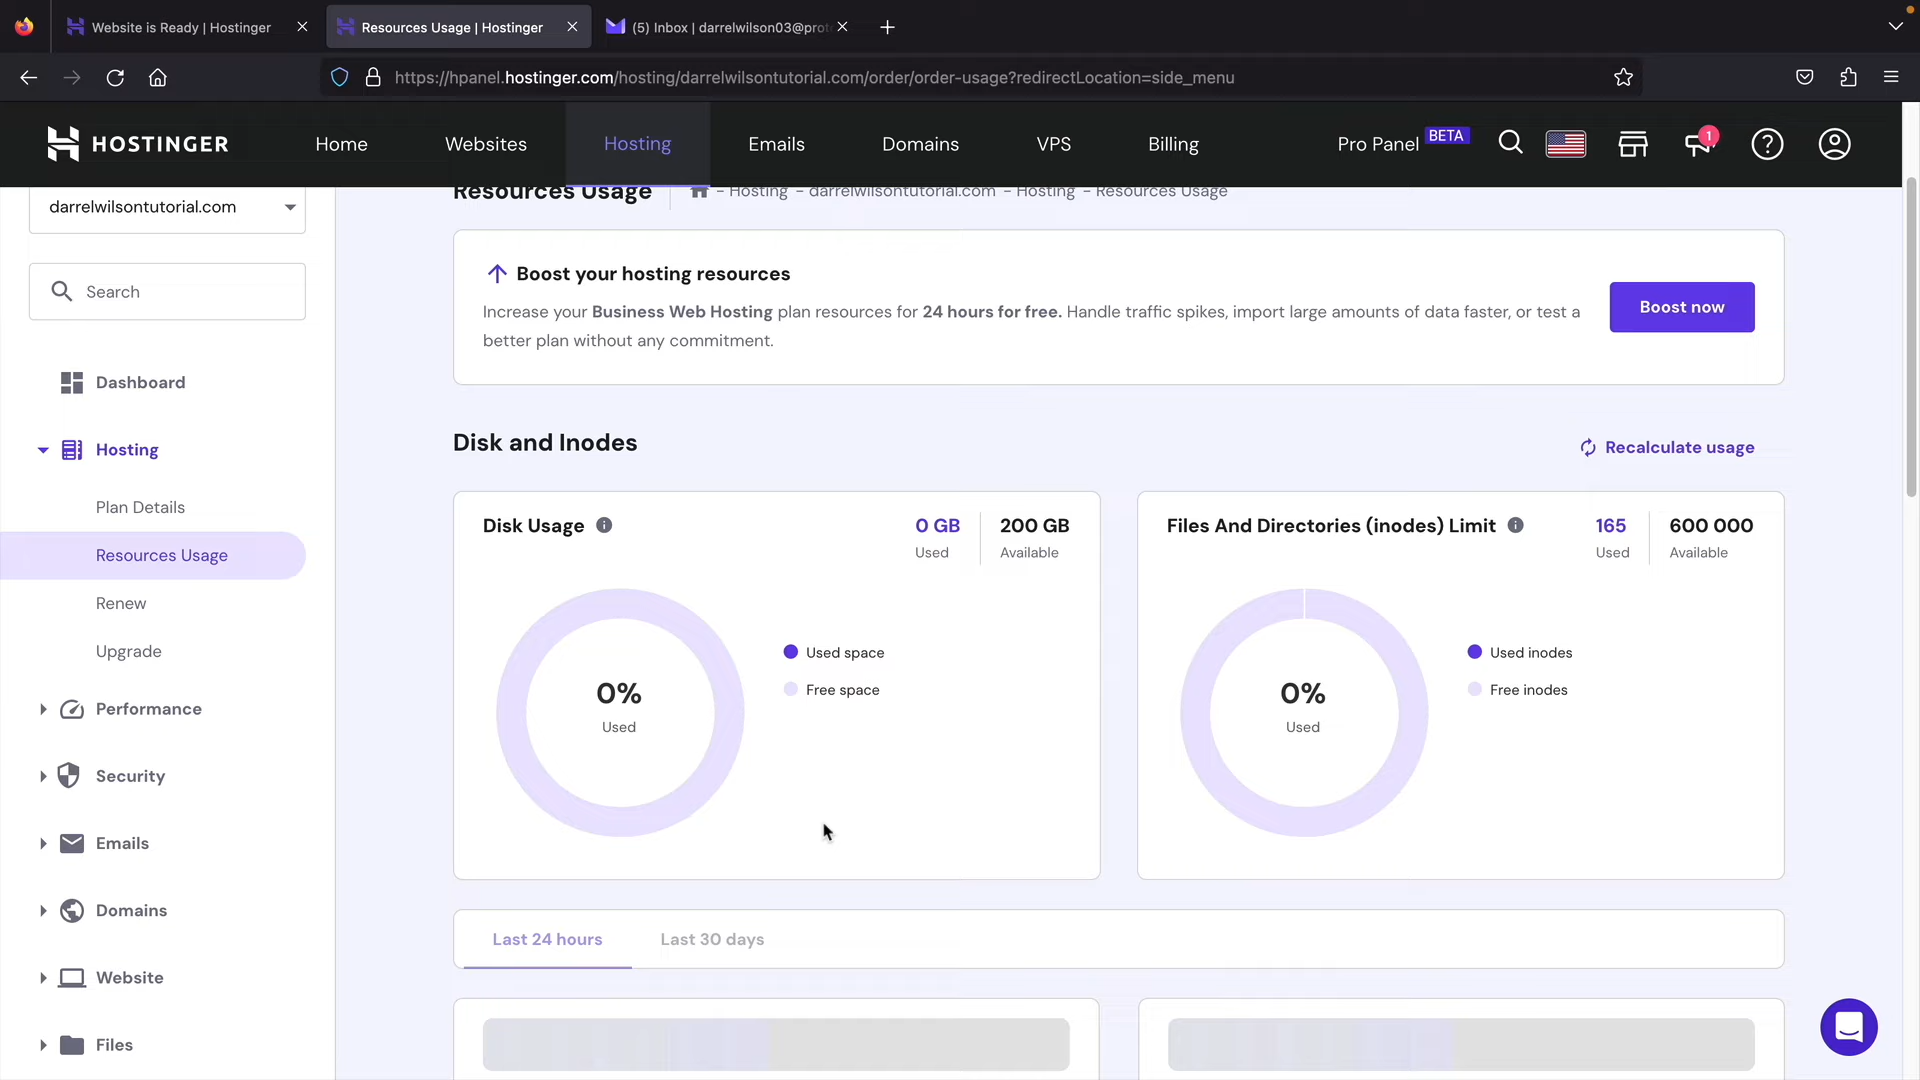 Website is Ready | Hostinger
Resources Usage | Hostinger
(5) Inbox | darrelwilson03@prot
https://hpanel.hostinger.com/hosting/darrelwilsontutorial.com/order/order-usage?redirectLocation=side_menu
HOSTINGER
Home
Websites
Hosting
Emails
Domains
VPS
Billing
Pro Panel BETA
1
darrelwilsontutorial.com
Search
Dashboard
Hosting
Plan Details
Resources Usage
Renew
Upgrade
Performance
Security
Emails
Domains
Website
Files
Resources Usage
- Hosting - darrelwilsontutorial.com - Hosting - Resources Usage
Boost your hosting resources
Increase your Business Web Hosting plan resources for 24 hours for free. Handle traffic spikes, import large amounts of data faster, or test a
better plan without any commitment.
Boost now
Disk and Inodes
Recalculate usage
Disk Usage
0 GB
Used
200 GB
Available
0%
Used
Used space
Free space
Files And Directories (inodes) Limit
165
Used
600 000
Available
0%
Used
Used inodes
Free inodes
Last 24 hours
Last 30 days